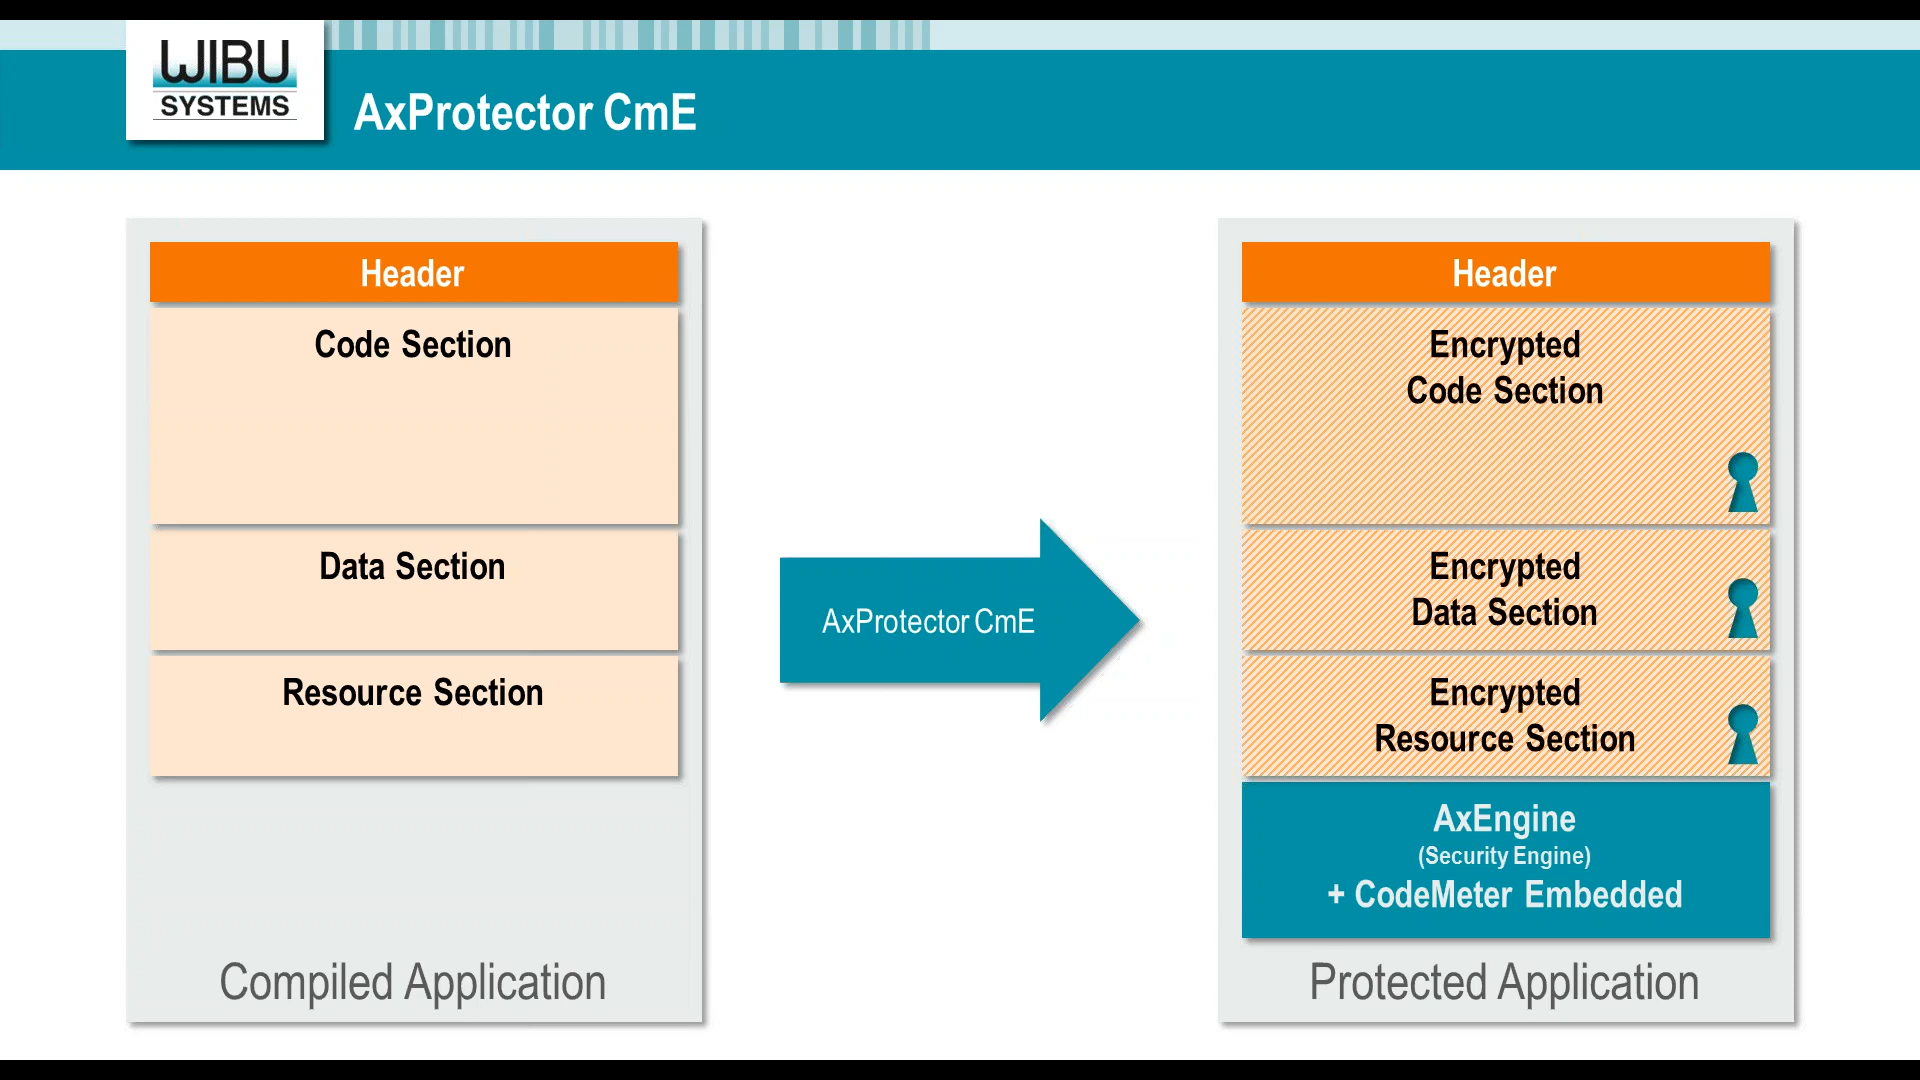 WIBU
SYSTEMS
AxProtector CmE
Header
Code Section
Data Section
Resource Section
Compiled Application
AxProtector CmE
Header
Encrypted
Code Section
Encrypted
Data Section
Encrypted
Resource Section
AxEngine
(Security Engine)
+ CodeMeter Embedded
Protected Application